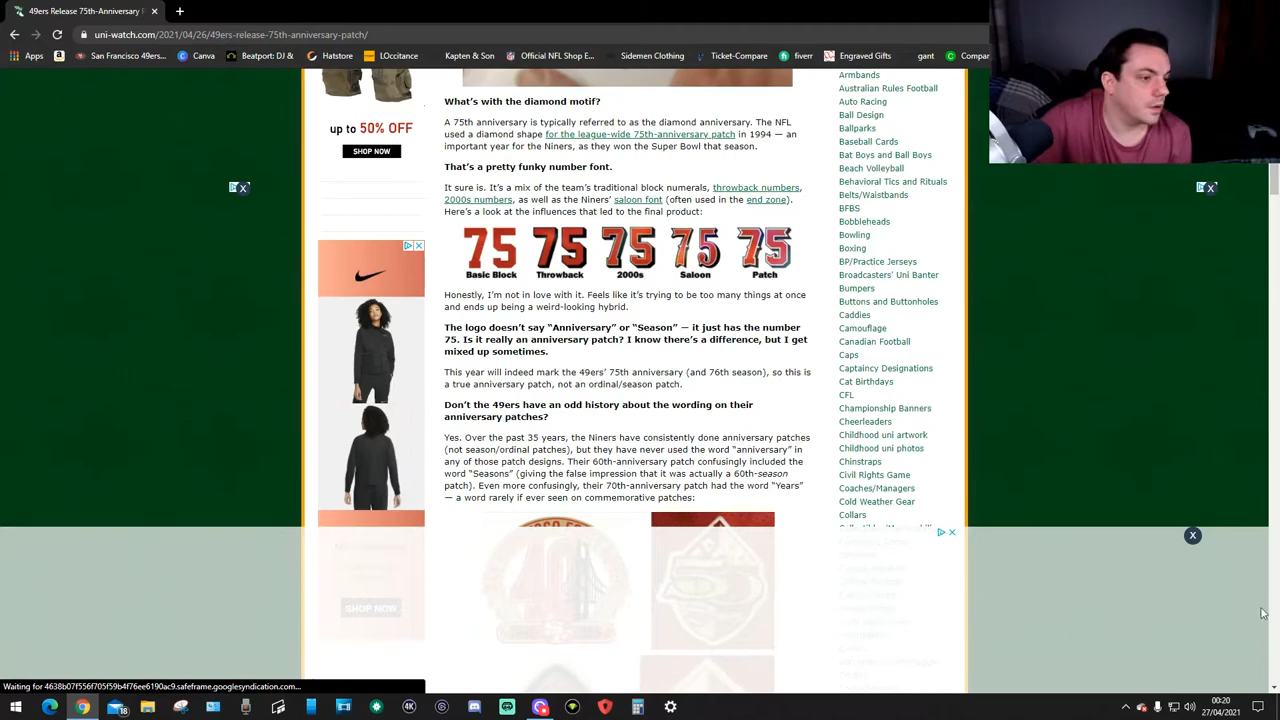 49ers Release 75th Anniversary P
uni-watch.com/2021/04/26/49ers-release-75th-anniversary-patch/
Apps
San Francisco 49ers...
Canva
Beatport: DJ &
Hatstore
LOccitance
Kapten & Son
Official NFL Shop E...
Sidemen Clothing
Ticket-Compare
fiverr
Engraved Gifts
gant
Compar
up to 50% OFF
SHOP NOW
What's with the diamond motif?
A 75th anniversary is typically referred to as the diamond anniversary. The NFL
used a diamond shape for the league-wide 75th-anniversary patch in 1994 — an
important year for the Niners, as they won the Super Bowl that season.
That's a pretty funky number font.
It sure is. It's a mix of the team's traditional block numerals, throwback numbers,
2000s numbers, as well as the Niners' saloon font (often used in the end zone).
Here's a look at the influences that led to the final product:
75 75 75 75 75
Basic Block Throwback 2000s Saloon Patch
Honestly, I'm not in love with it. Feels like it's trying to be too many things at once
and ends up being a weird-looking hybrid.
The logo doesn't say "Anniversary" or "Season" — it just has the number
75. Is it really an anniversary patch? I know there's a difference, but I get
mixed up sometimes.
This year will indeed mark the 49ers' 75th anniversary (and 76th season), so this is
a true anniversary patch, not an ordinal/season patch.
Don't the 49ers have an odd history about the wording on their
anniversary patches?
Yes. Over the past 35 years, the Niners have consistently done anniversary patches
(not season/ordinal patches), but they have never used the word "anniversary" in
any of those patch designs. Their 60th-anniversary patch confusingly included the
word "Seasons" (giving the false impression that it was actually a 60th-season
patch). Even more confusingly, their 70th-anniversary patch had the word "Years"
— a word rarely if ever seen on commemorative patches:
Armbands
Australian Rules Football
Auto Racing
Ball Design
Ballparks
Baseball Cards
Bat Boys and Ball Boys
Beach Volleyball
Behavioral Tics and Rituals
Belts/Waistbands
BFBS
Bobbleheads
Bowling
Boxing
BP/Practice Jerseys
Broadcasters' Uni Banter
Bumpers
Buttons and Buttonholes
Caddies
Camouflage
Canadian Football
Caps
Captaincy Designations
Cat Birthdays
CFL
Championship Banners
Cheerleaders
Childhood uni artwork
Childhood uni photos
Chinstraps
Civil Rights Game
Coaches/Managers
Cold Weather Gear
Collars
SHOP NOW
Waiting for 4638b07f556f705f59b4f76ee6190ac9.safeframe.googlesyndication.com...
18
4K
00:20
27/04/2021